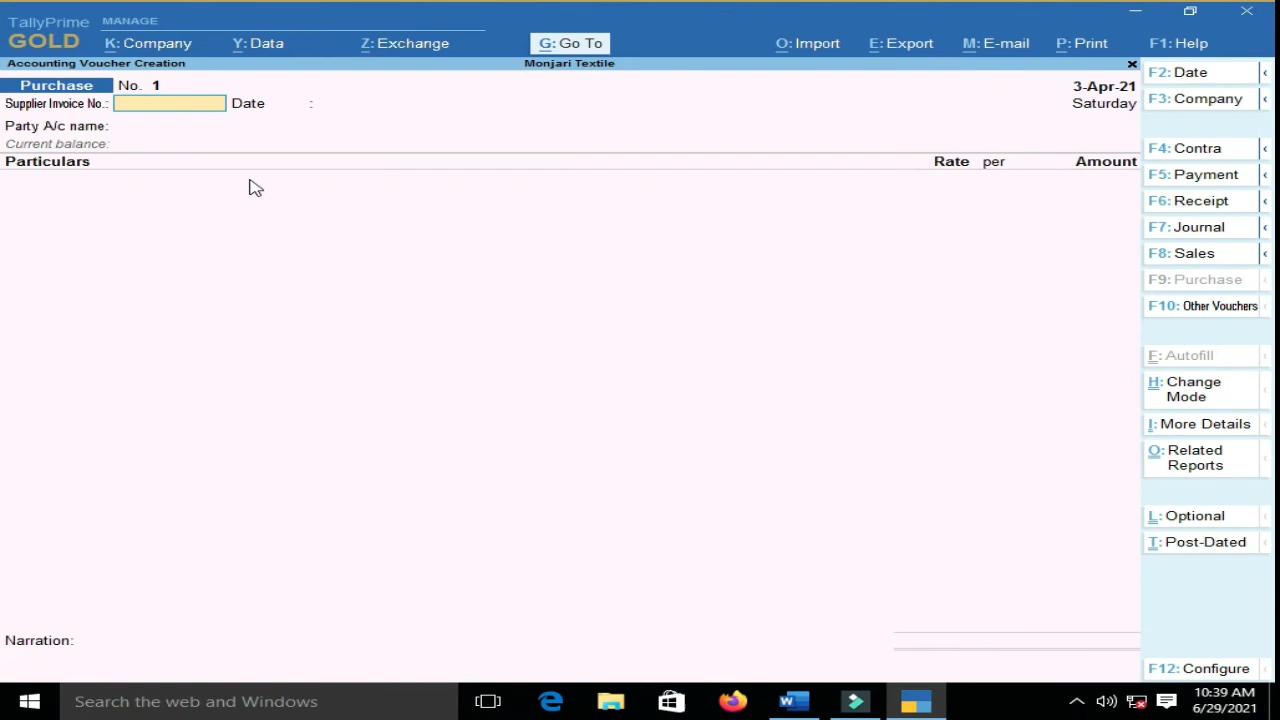 TallyPrime MANAGE
GOLD K: Company Y: Data Z: Exchange G: Go To O: Import E: Export M: E-mail P: Print F1: Help
Accounting Voucher Creation Monjari Textile
Purchase No. 1 3-Apr-21
Supplier Invoice No.: Date : Saturday
Party A/c name:
Current balance:
Particulars Rate per Amount
Narration:
F2: Date
F3: Company
F4: Contra
F5: Payment
F6: Receipt
F7: Journal
F8: Sales
F9: Purchase
F10: Other Vouchers
F: Autofill
H: Change
Mode
I: More Details
O: Related
Reports
L: Optional
T: Post-Dated
F12: Configure
Search the web and Windows
10:39 AM
6/29/2021